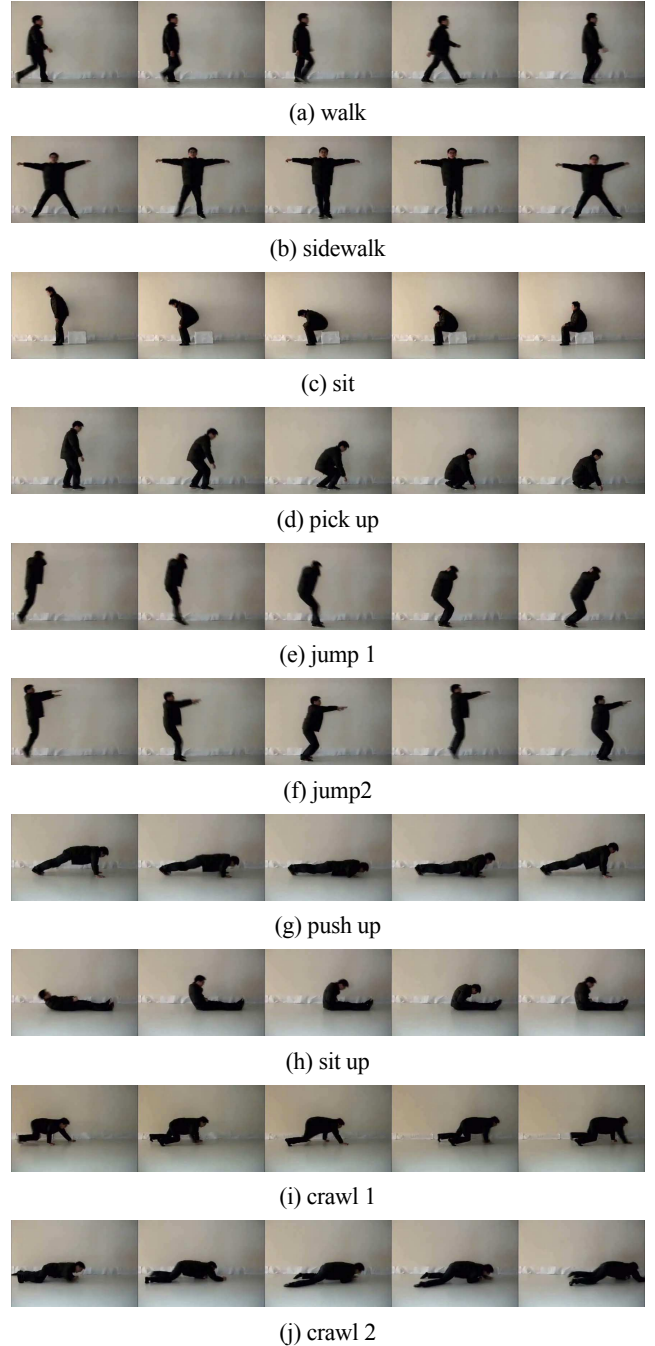 (a) walk
(b) sidewalk
(c) sit
(d) pick up
(e) jump 1
(f) jump2
(g) push up
(h) sit up
(i) crawl 1
(j) crawl 2